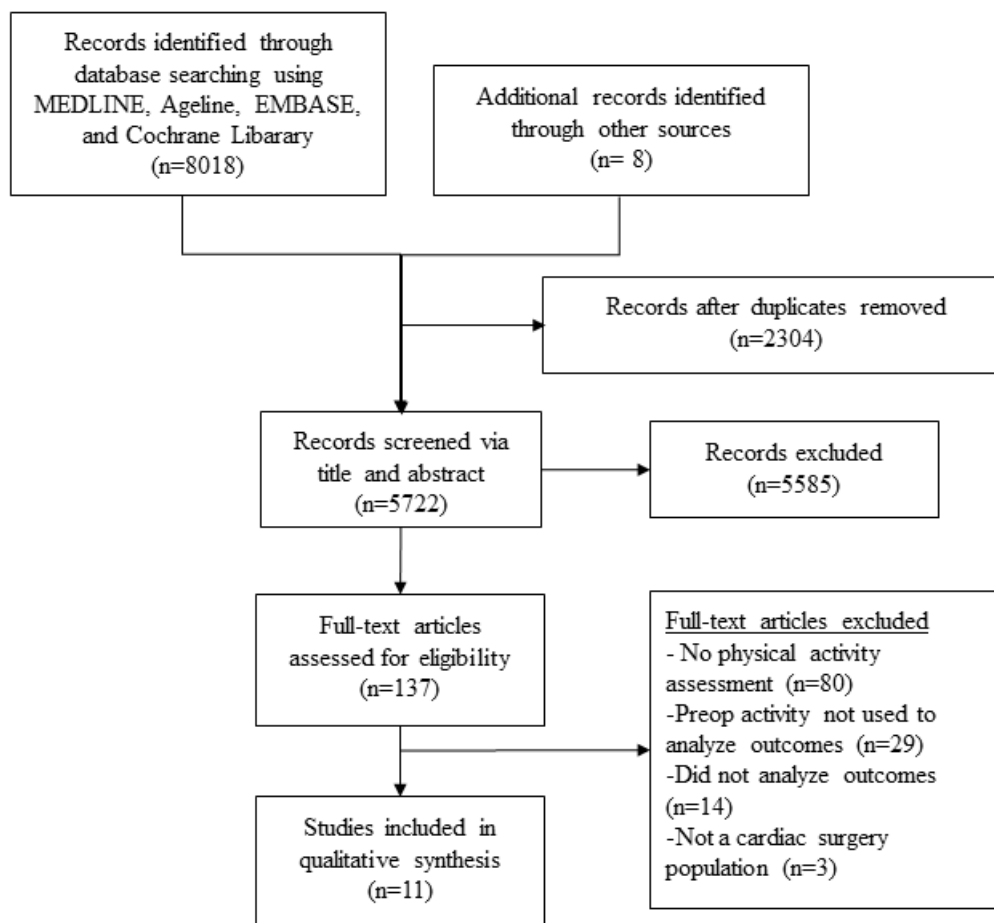 Records identified through
database searching using
MEDLINE, Ageline, EMBASE,
and Cochrane Libarary
(n=8018)
Additional records identified
through other sources
(n= 8)
Records after duplicates removed
(n=2304)
Records screened via
title and abstract
(n=5722)
Records excluded
(n=5585)
Full-text articles
assessed for eligibility
(n=137)
Full-text articles excluded
- No physical activity
assessment (n=80)
-Preop activity not used to
analyze outcomes (n=29)
-Did not analyze outcomes
(n=14)
-Not a cardiac surgery
population (n=3)
Studies included in
qualitative synthesis
(n=11)